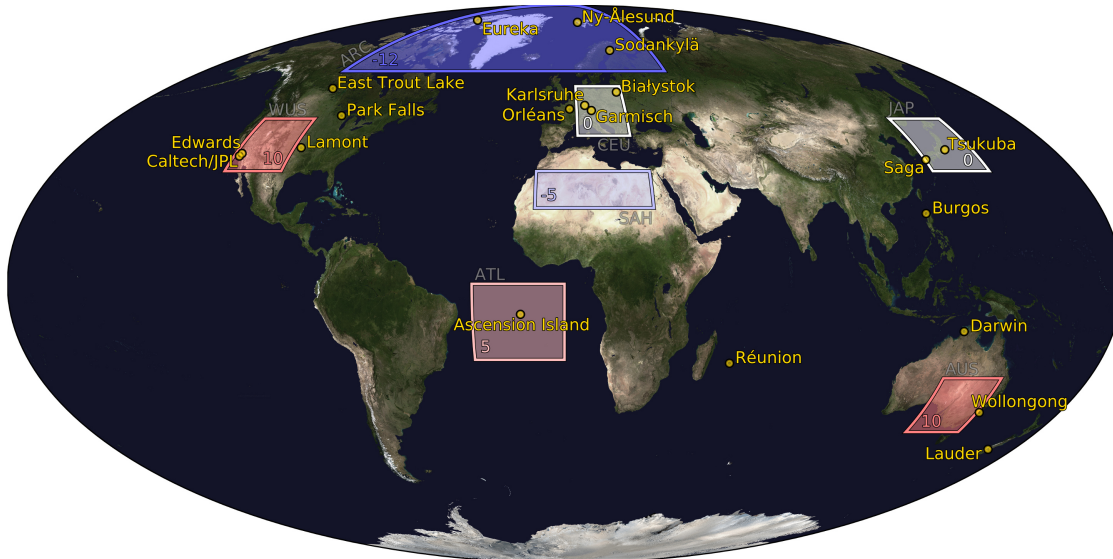 Eureka
Ny-Ålesund
Sodankylä
ARC
-12
East Trout Lake
Park Falls
WUS
Edwards
Caltech/JPL
10
Lamont
Karlsruhe
Białystok
Orléans
Garmisch
0
CEU
JAP
Tsukuba
0
Saga
Burgos
-5
SAH
ATL
Ascension Island
5
Réunion
Darwin
AUS
Wollongong
10
Lauder